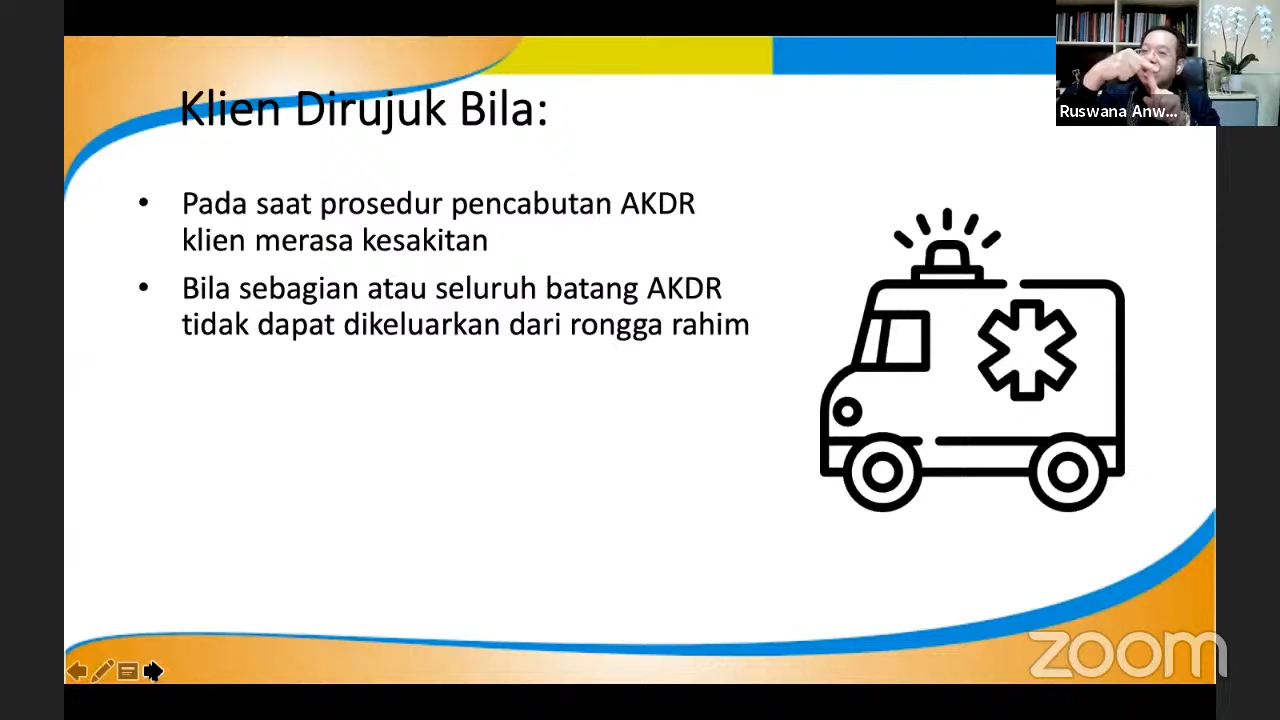 Klien Dirujuk Bila:
Ruswana Anw...
• Pada saat prosedur pencabutan AKDR
klien merasa kesakitan
• Bila sebagian atau seluruh batang AKDR
tidak dapat dikeluarkan dari rongga rahim
zoom